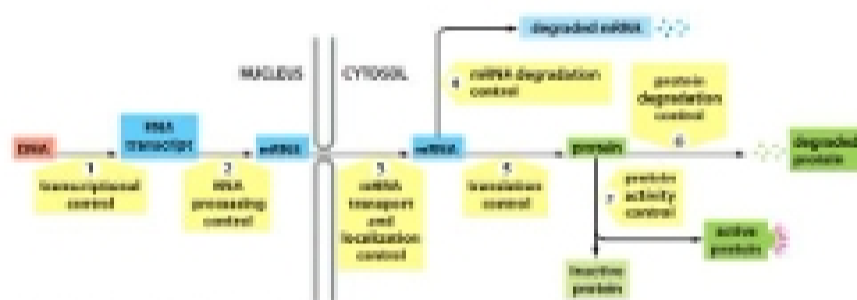 degraded mRNA
NUCLEUS
CYTOSOL
4 mRNA degradation
control
protein
degradation
control
6
DNA
RNA
transcript
mRNA
mRNA
protein
degraded
protein
1
transcriptional
control
2
RNA
processing
control
3
mRNA
transport
and
localization
control
5
translation
control
7
protein
activity
control
active
protein
inactive
protein